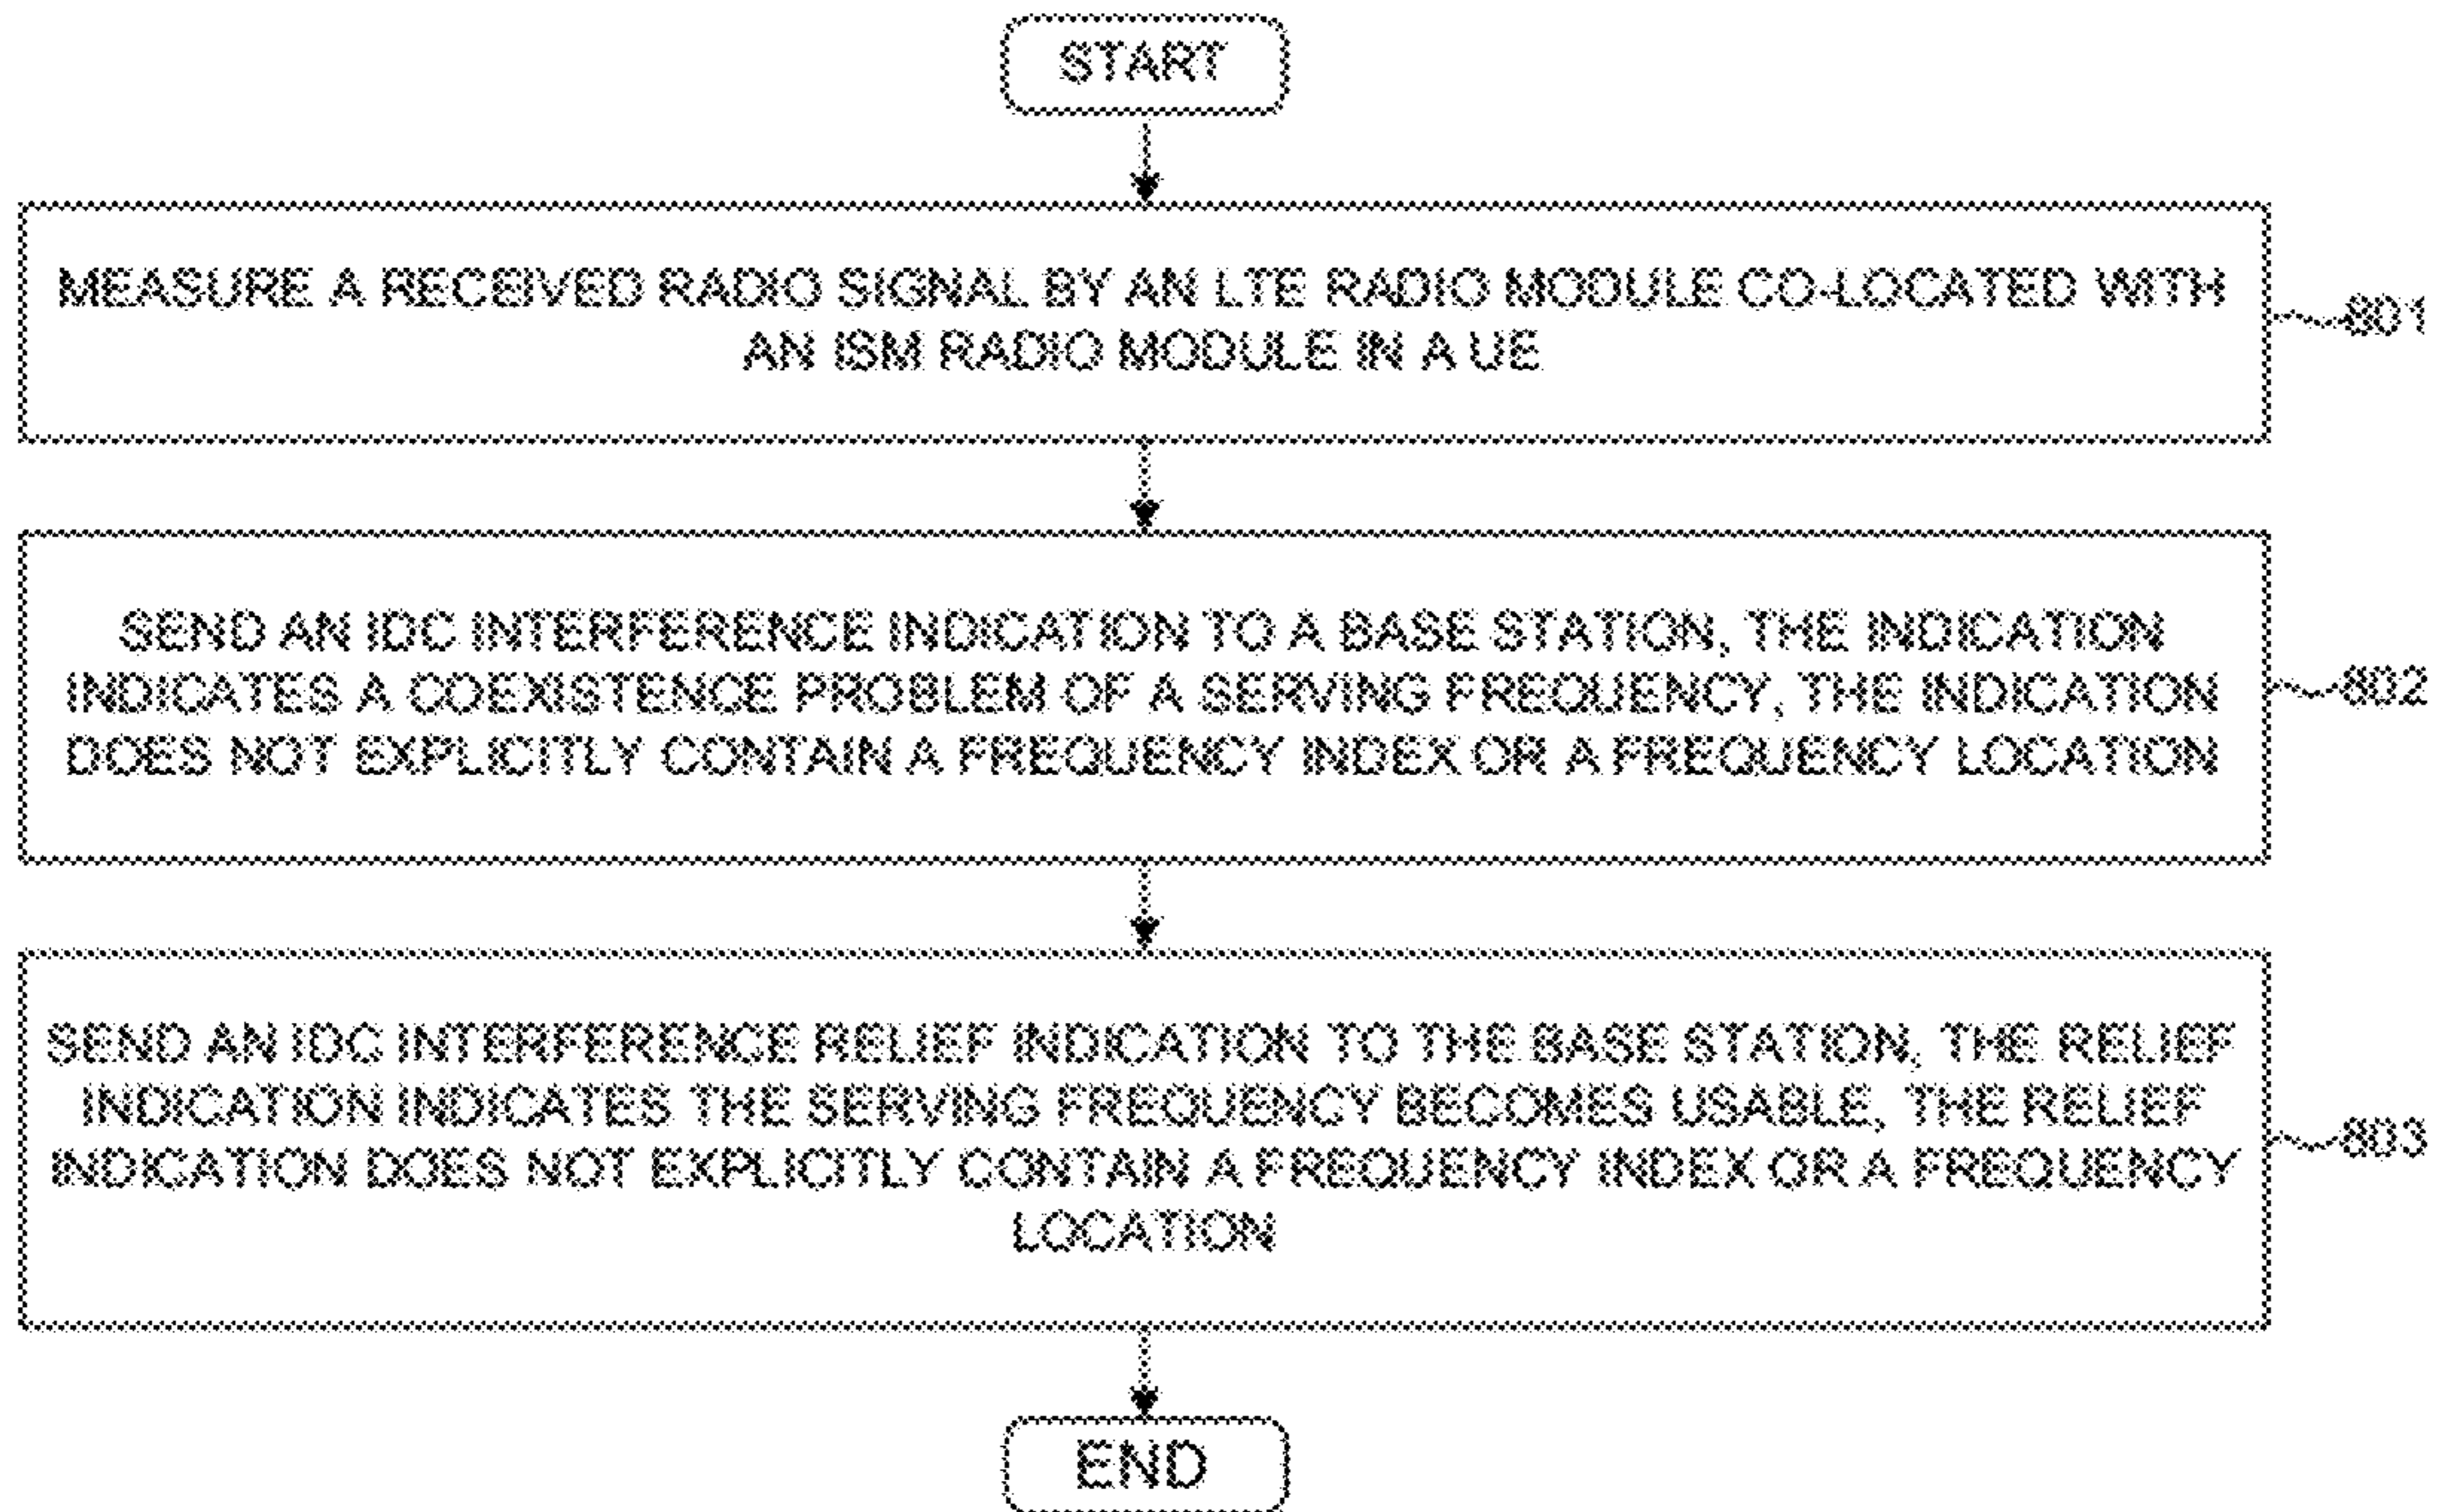 START
MEASURE A RECEIVED RADIO SIGNAL BY AN LTE RADIO MODULE CO-LOCATED WITH
AN ISM RADIO MODULE IN A UE
801
SEND AN IDC INTERFERENCE INDICATION TO A BASE STATION, THE INDICATION
INDICATES A COEXISTENCE PROBLEM OF A SERVING FREQUENCY, THE INDICATION
DOES NOT EXPLICITLY CONTAIN A FREQUENCY INDEX OR A FREQUENCY LOCATION
802
SEND AN IDC INTERFERENCE RELIEF INDICATION TO THE BASE STATION, THE RELIEF
INDICATION INDICATES THE SERVING FREQUENCY BECOMES USABLE, THE RELIEF
INDICATION DOES NOT EXPLICITLY CONTAIN A FREQUENCY INDEX OR A FREQUENCY
LOCATION
803
END